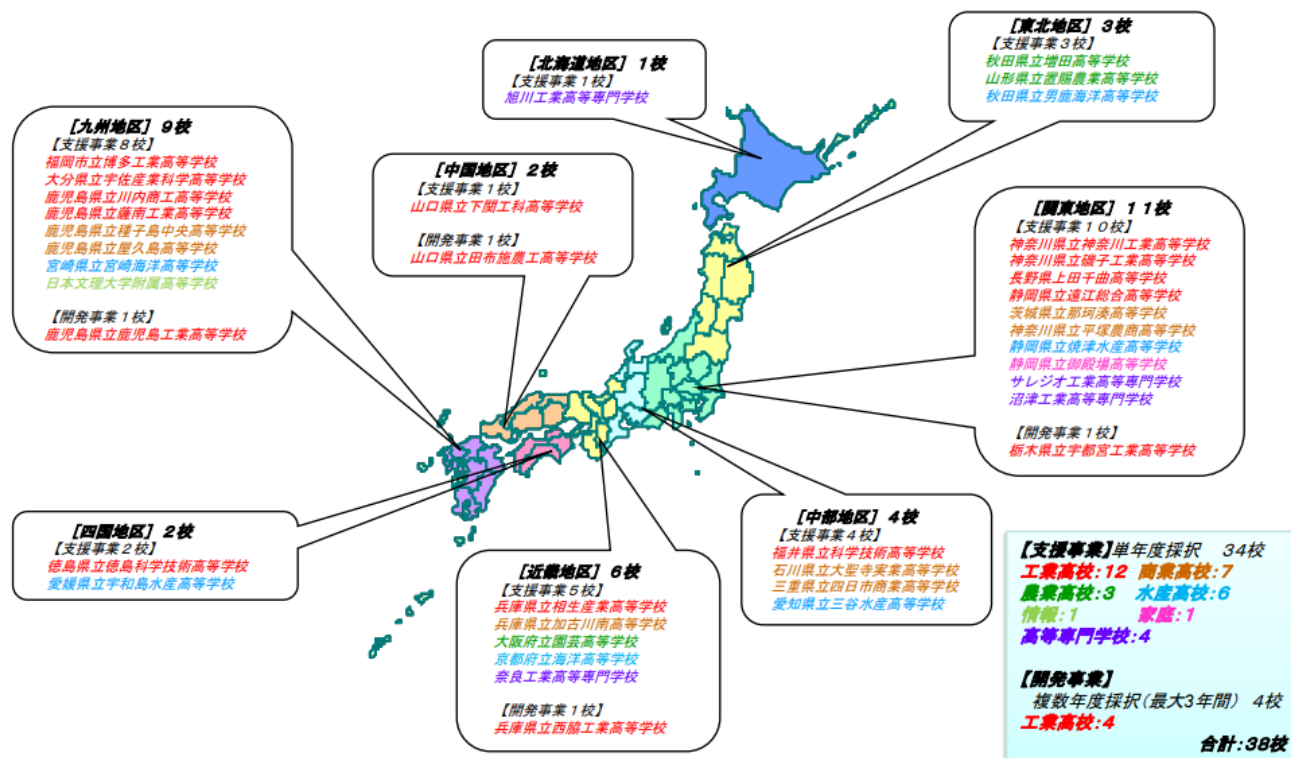 [北海道地区] 1校
【支援事業1校】
旭川工業高等専門学校
[東北地区] 3校
【支援事業3校】
秋田県立増田高等学校
山形県立置賜農業高等学校
秋田県立男鹿海洋高等学校
[九州地区] 9校
【支援事業8校】
福岡市立博多工業高等学校
大分県立宇佐産業科学高等学校
鹿児島県立川内商工高等学校
鹿児島県立薩南工業高等学校
鹿児島県立種子島中央高等学校
鹿児島県立屋久島高等学校
宮崎県立宮崎海洋高等学校
日本文理大学附属高等学校
【開発事業1校】
鹿児島県立鹿児島工業高等学校
[中国地区] 2校
【支援事業1校】
山口県立下関工科高等学校
【開発事業1校】
山口県立田布施農工高等学校
[関東地区] 11校
【支援事業10校】
神奈川県立神奈川工業高等学校
神奈川県立磯子工業高等学校
長野県上田千曲高等学校
静岡県立遠江総合高等学校
茨城県立那珂湊高等学校
神奈川県立平塚農商高等学校
静岡県立焼津水産高等学校
静岡県立御殿場高等学校
サレジオ工業高等専門学校
沼津工業高等専門学校
【開発事業1校】
栃木県立宇都宮工業高等学校
[四国地区] 2校
【支援事業2校】
徳島県立徳島科学技術高等学校
愛媛県立宇和島水産高等学校
[近畿地区] 6校
【支援事業5校】
兵庫県立相生産業高等学校
兵庫県立加古川南高等学校
大阪府立園芸高等学校
京都府立海洋高等学校
奈良工業高等専門学校
【開発事業1校】
兵庫県立西脇工業高等学校
[中部地区] 4校
【支援事業4校】
福井県立科学技術高等学校
石川県立大聖寺実業高等学校
三重県立四日市商業高等学校
愛知県立三谷水産高等学校
【支援事業】単年度採択 34校
工業高校:12 商業高校:7
農業高校:3 水産高校:6
情報:1 家庭:1
高等専門学校:4
【開発事業】
複数年度採択(最大3年間) 4校
工業高校:4
合計:38校